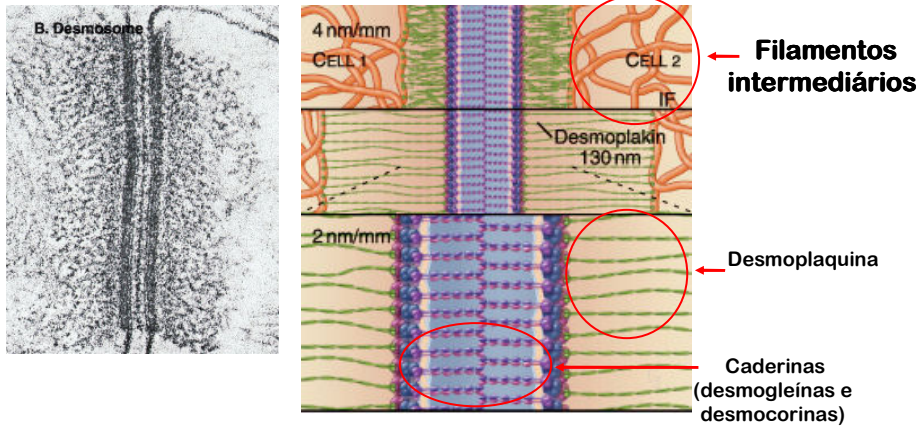 B. Desmosome
4 nm/mm
CELL 1
CELL 2
IF
Filamentos
intermediários
Desmoplakin
130 nm
2 nm/mm
Desmoplaquina
Caderinas
(desmogleínas e
desmocorinas)